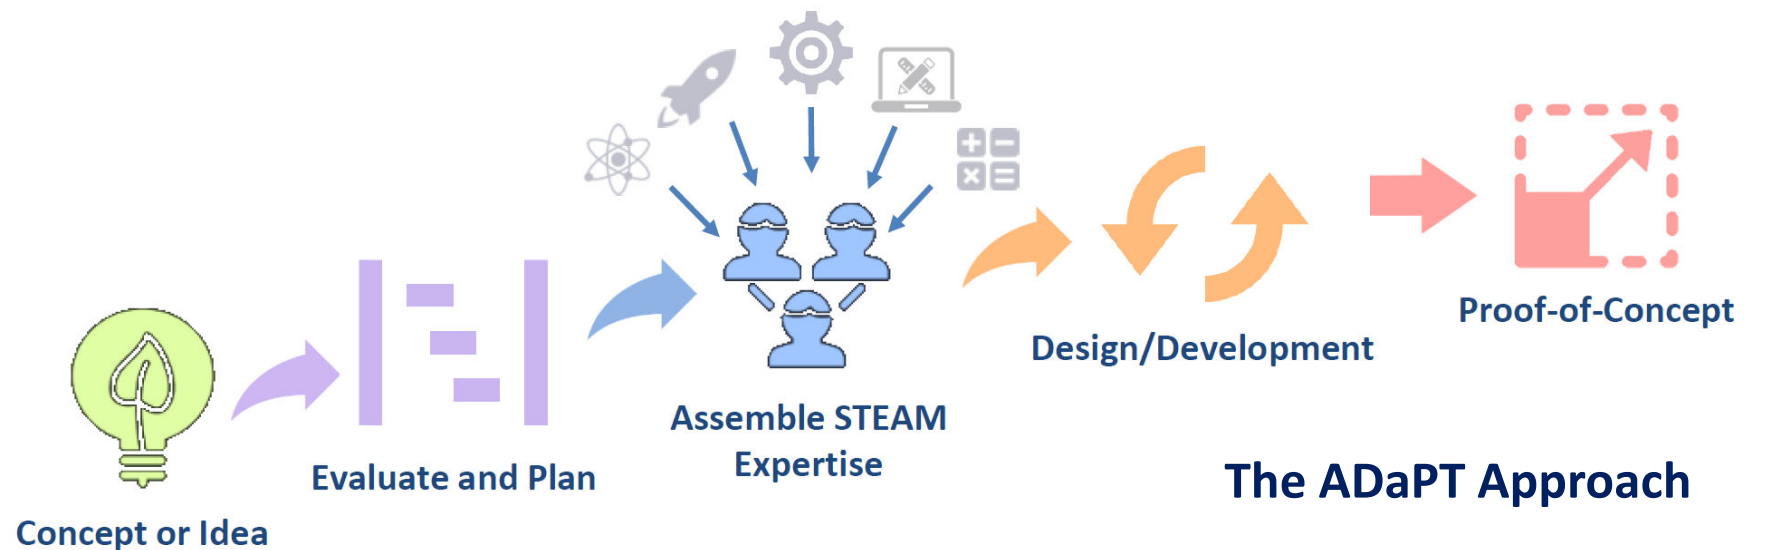 Concept or Idea
Evaluate and Plan
Assemble STEAM
Expertise
Design/Development
Proof-of-Concept
The ADaPT Approach